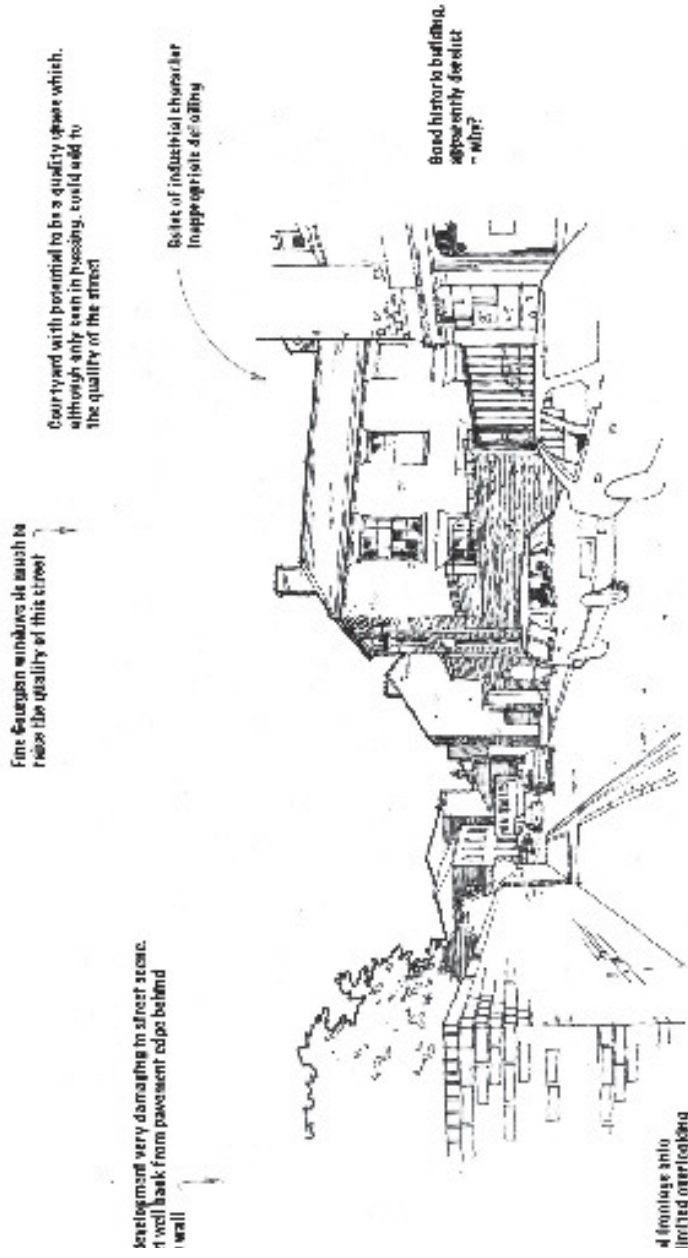 Fine Georgian windows do much to
raise the quality of this street
Courtyard with potential to be a quality space which,
although only seen in passing, could add to
the quality of the street
Gates of industrial character
inappropriate detailing
Good historic building,
apparently derelict
– why?
development very damaging to street scene,
set well back from pavement edge behind
wall
frontage onto
limited overlooking